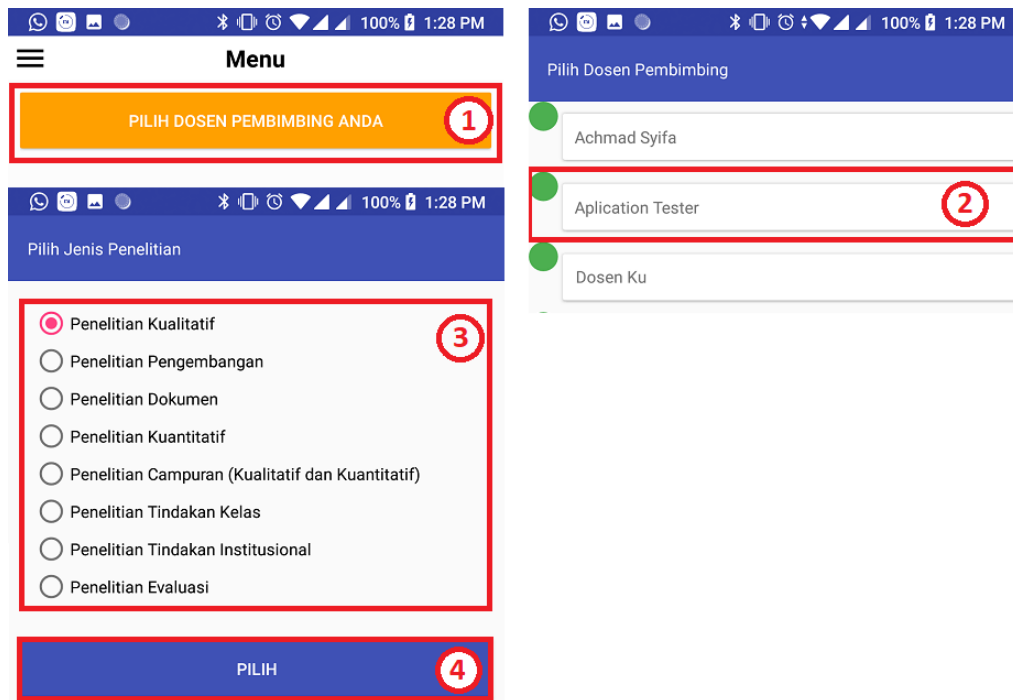 100% 1:28 PM
Menu
PILIH DOSEN PEMBIMBING ANDA
1
100% 1:28 PM
Pilih Dosen Pembimbing
Achmad Syifa
Aplication Tester
2
Dosen Ku
100% 1:28 PM
Pilih Jenis Penelitian
Penelitian Kualitatif
3
Penelitian Pengembangan
Penelitian Dokumen
Penelitian Kuantitatif
Penelitian Campuran (Kualitatif dan Kuantitatif)
Penelitian Tindakan Kelas
Penelitian Tindakan Institusional
Penelitian Evaluasi
PILIH
4